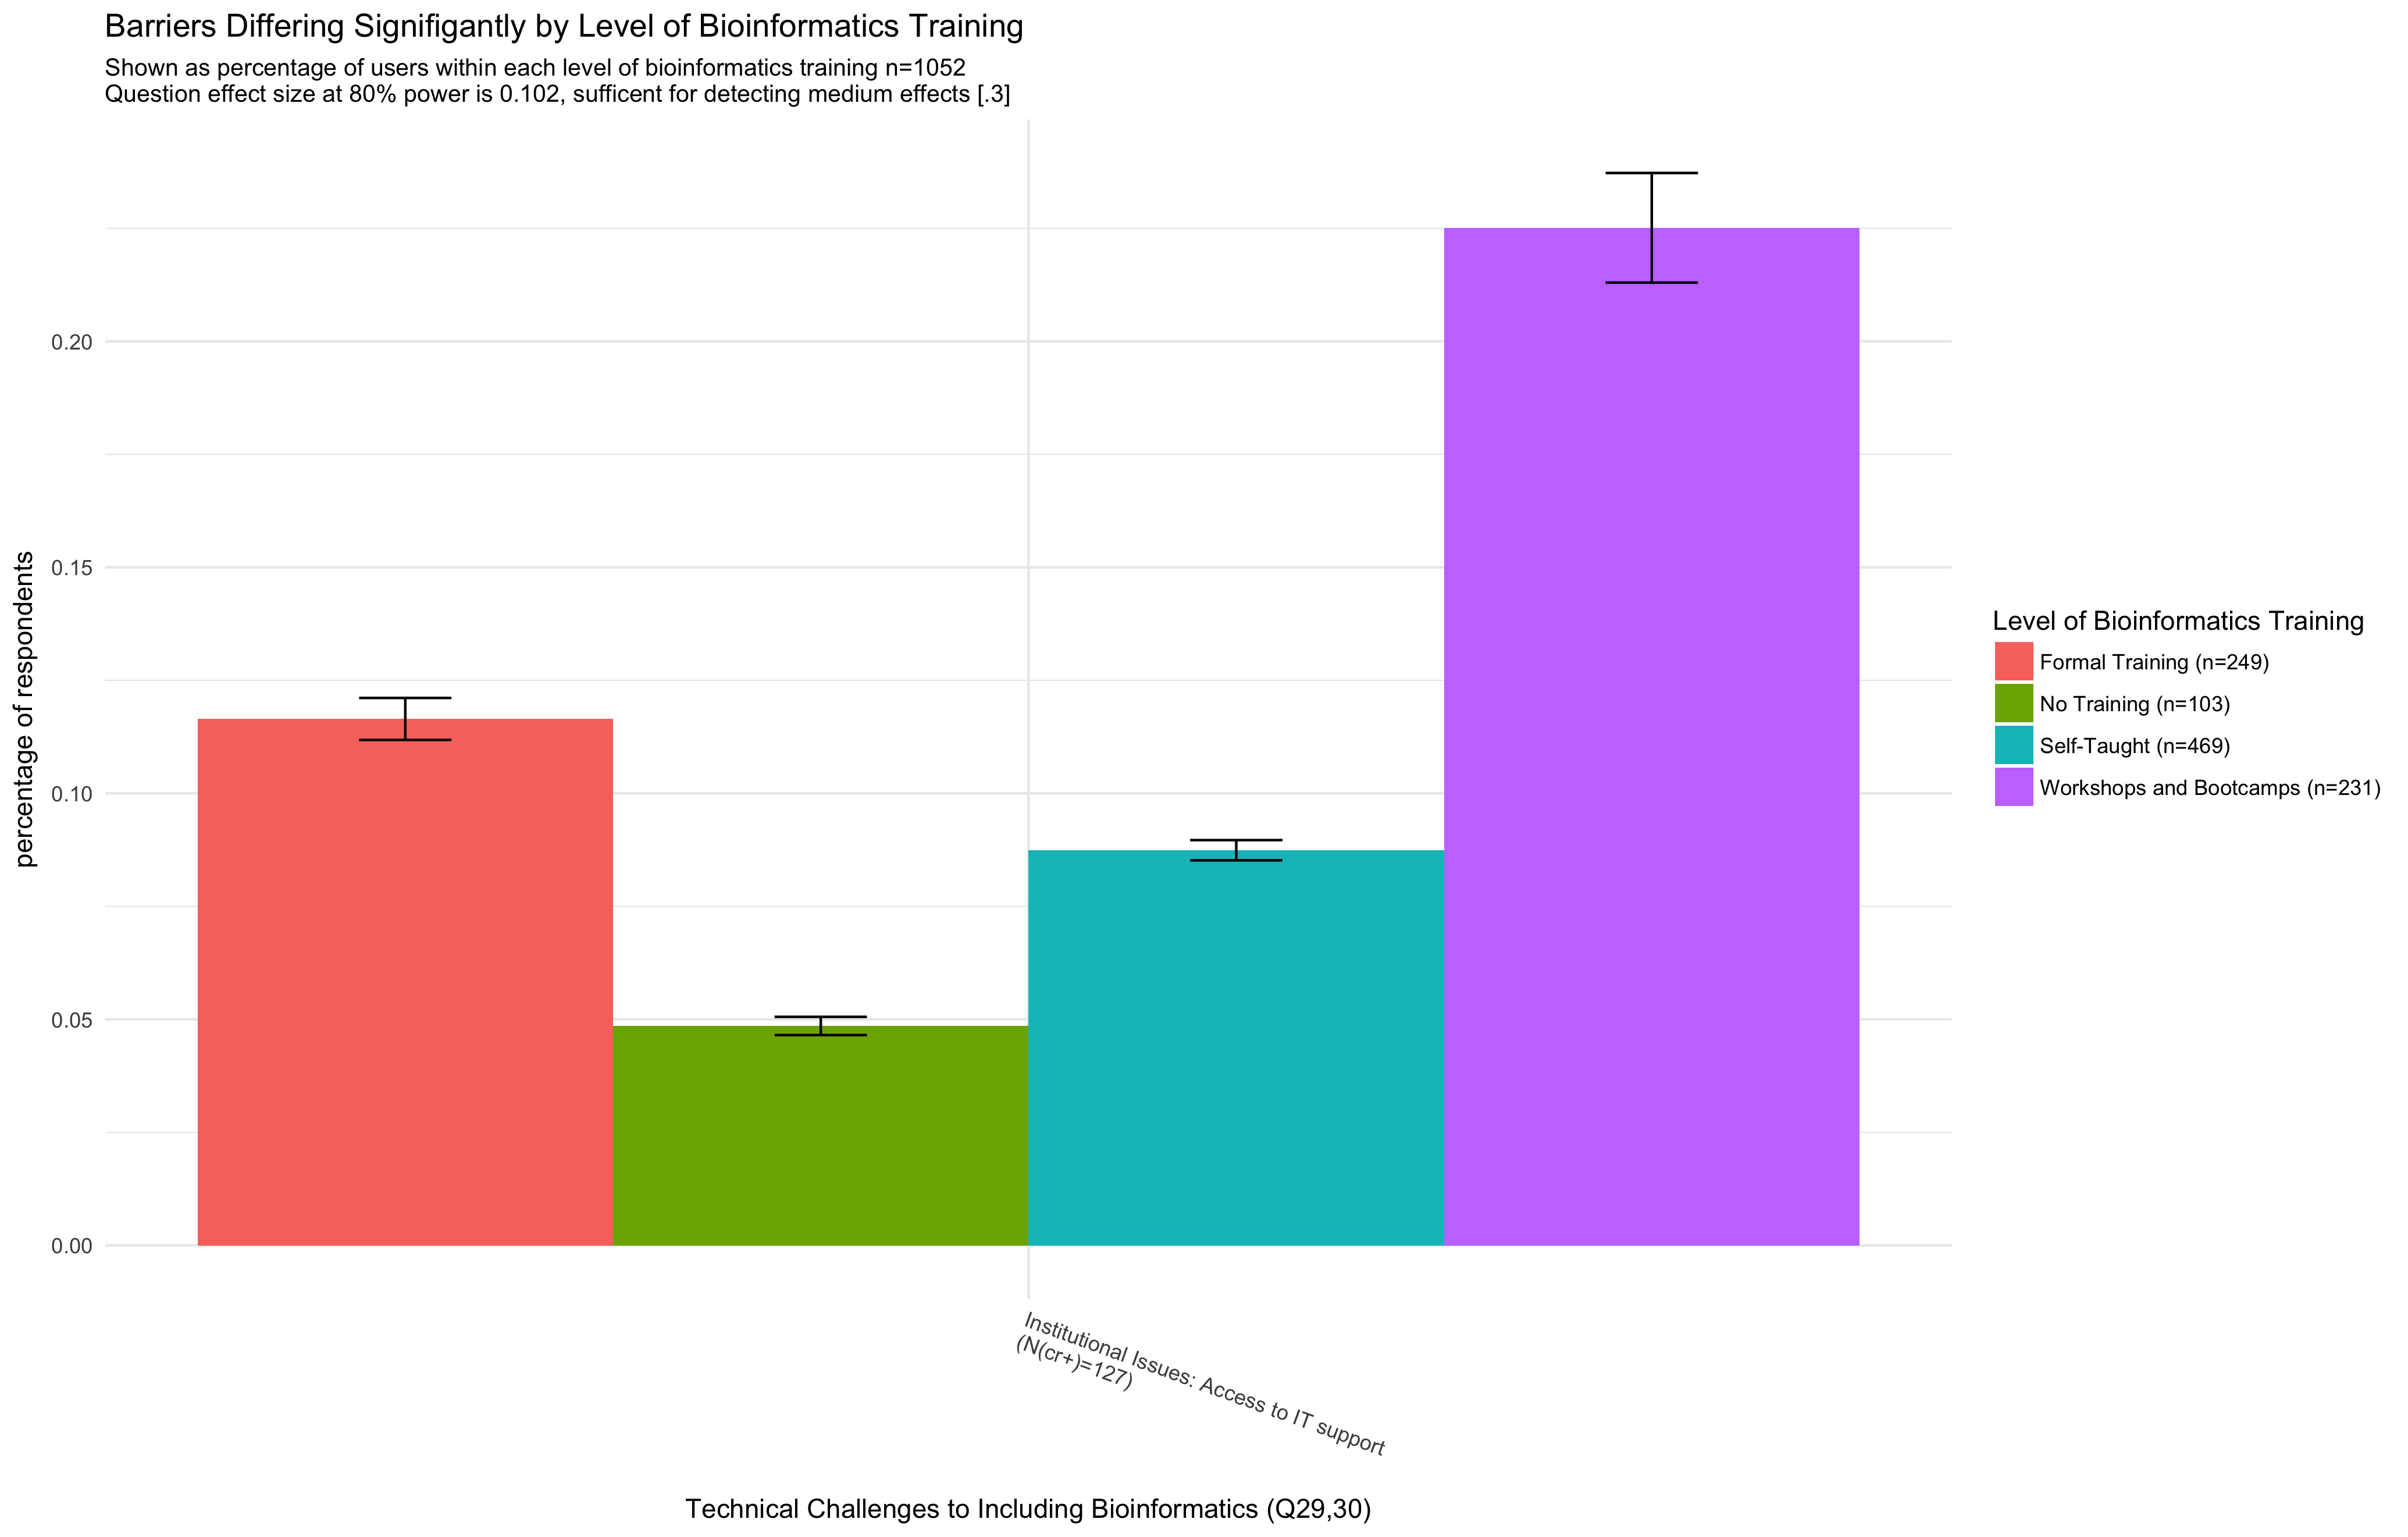 Barriers Differing Signifigantly by Level of Bioinformatics Training
Shown as percentage of users within each level of bioinformatics training n=1052
Question effect size at 80% power is 0.102, sufficent for detecting medium effects [.3]
percentage of respondents
0.20
0.15
0.10
0.05
0.00
Institutional Issues: Access to IT support
(N(cr+)=127)
Technical Challenges to Including Bioinformatics (Q29,30)
Level of Bioinformatics Training
Formal Training (n=249)
No Training (n=103)
Self-Taught (n=469)
Workshops and Bootcamps (n=231)